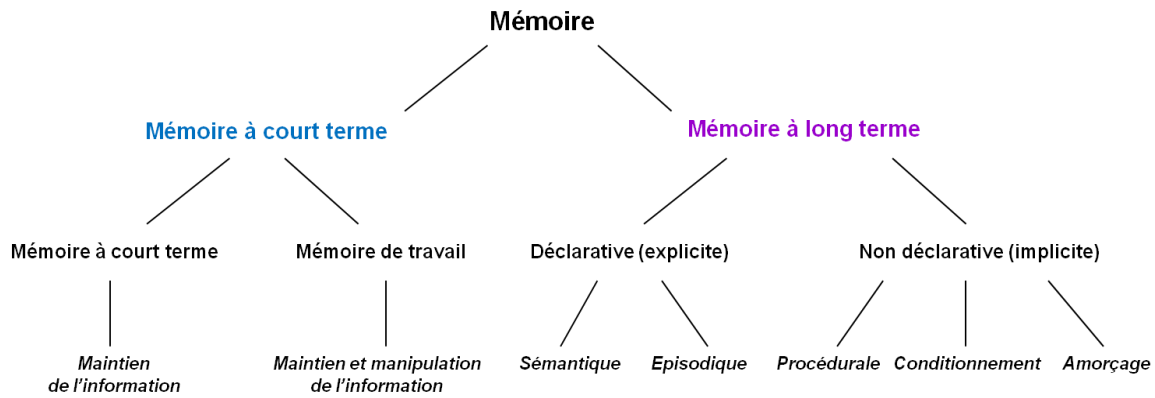 Mémoire
Mémoire à court terme
Mémoire à long terme
Mémoire à court terme
Mémoire de travail
Déclarative (explicite)
Non déclarative (implicite)
Maintien
de l'information
Maintien et manipulation
de l'information
Sémantique
Episodique
Procédurale
Conditionnement
Amorçage